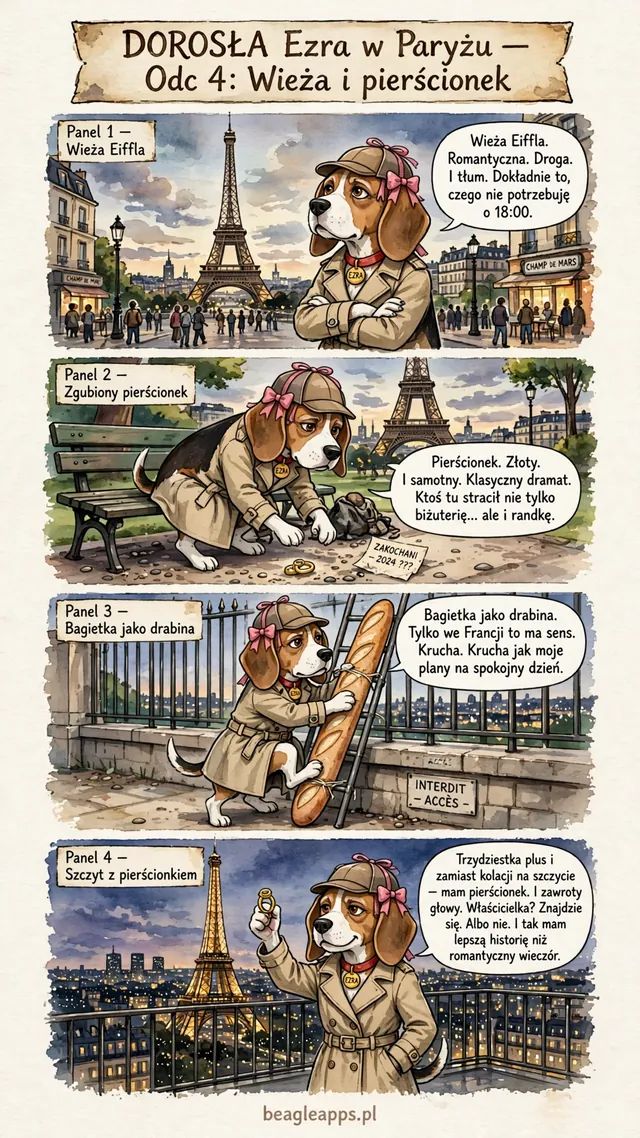 DOROSŁA Ezra w Paryżu —
Odc 4: Wieża i pierścionek
Panel 1 —
Wieża Eiffla
Wieża Eiffla.
Romantyczna. Droga.
I tłum. Dokładnie to,
czego nie potrzebuję
o 18:00.
CHAMP DE MARS
EZRA
CHAMP DE MARS
Panel 2 —
Zgubiony pierścionek
EZRA
Pierścionek. Złoty.
I samotny. Klasyczny dramat.
Ktoś tu stracił nie tylko
biżuterię... ale i randkę.
ZAKOCHANI
– 2024 ???
Panel 3 —
Bagietka jako drabina
Bagietka jako drabina.
Tylko we Francji to ma sens.
Krucha. Krucha jak moje
plany na spokojny dzień.
INTERDIT
– ACCÈS –
Panel 4 —
Szczyt z pierścionkiem
Trzydziestka plus i
zamiast kolacji na szczycie
— mam pierścionek. I zawroty
głowy. Właścicielka? Znajdzie
się. Albo nie. I tak mam
lepszą historię niż
romantyczny wieczór.
EZRA
beagleapps.pl